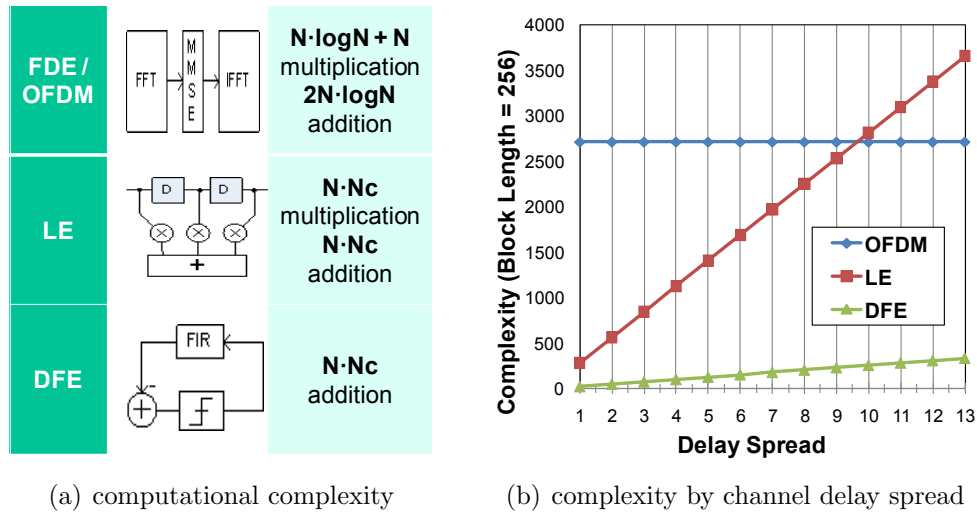 FDE /
OFDM
FFT
MMSE
IFFT
N·logN + N
multiplication
2N·logN
addition
LE
D
D
+
N·Nc
multiplication
N·Nc
addition
DFE
FIR
-
+
N·Nc
addition
(a) computational complexity
Complexity (Block Length = 256)
4000
3500
3000
2500
2000
1500
1000
500
0
OFDM
LE
DFE
1 2 3 4 5 6 7 8 9 10 11 12 13
Delay Spread
(b) complexity by channel delay spread